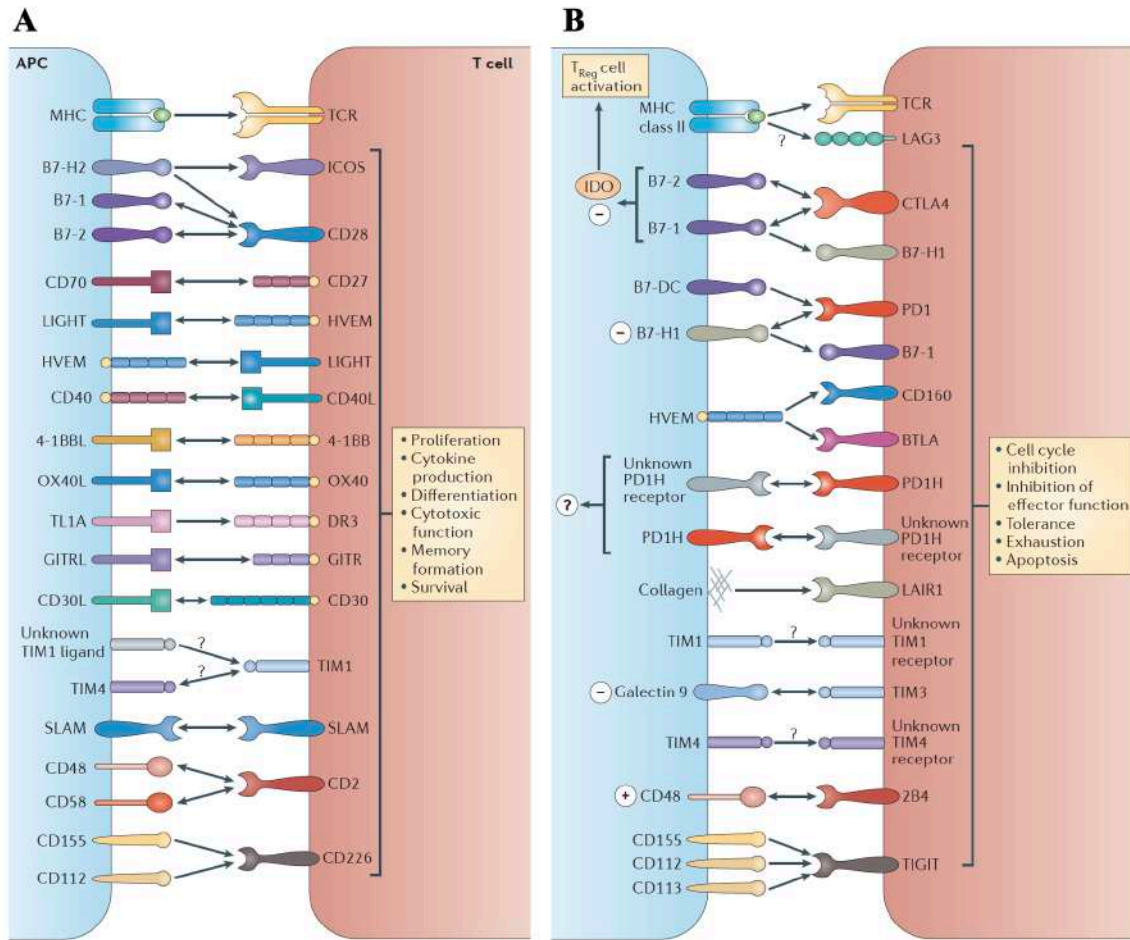 A
APC
T cell
MHC
TCR
B7-H2
ICOS
B7-1
B7-2
CD28
CD70
CD27
LIGHT
HVEM
HVEM
LIGHT
CD40
CD40L
4-1BBL
4-1BB
OX40L
OX40
TL1A
DR3
GITRL
GITR
CD30L
CD30
Unknown
TIM1 ligand
?
TIM1
?
TIM4
SLAM
SLAM
CD48
CD2
CD58
CD155
CD226
CD112
• Proliferation
• Cytokine
production
• Differentiation
• Cytotoxic
function
• Memory
formation
• Survival
B
TReg cell
activation
MHC
class II
TCR
?
LAG3
IDO
−
B7-2
CTLA4
B7-1
B7-H1
B7-DC
PD1
− B7-H1
B7-1
CD160
HVEM
BTLA
Unknown
PD1H
receptor
PD1H
?
PD1H
Unknown
PD1H
receptor
Collagen
LAIR1
TIM1
?
Unknown
TIM1
receptor
− Galectin 9
TIM3
TIM4
?
Unknown
TIM4
receptor
+ CD48
2B4
CD155
CD112
TIGIT
CD113
• Cell cycle
inhibition
• Inhibition of
effector function
• Tolerance
• Exhaustion
• Apoptosis